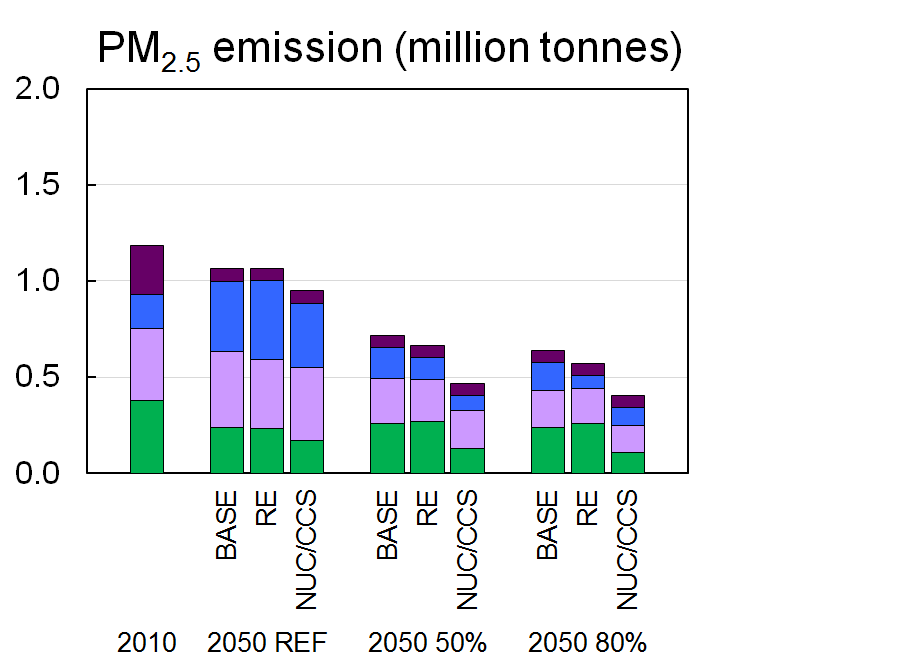 PM2.5 emission (million tonnes)
2.0
1.5
1.0
0.5
0.0
BASE
RE
NUC/CCS
BASE
RE
NUC/CCS
BASE
RE
NUC/CCS
2010 2050 REF 2050 50% 2050 80%